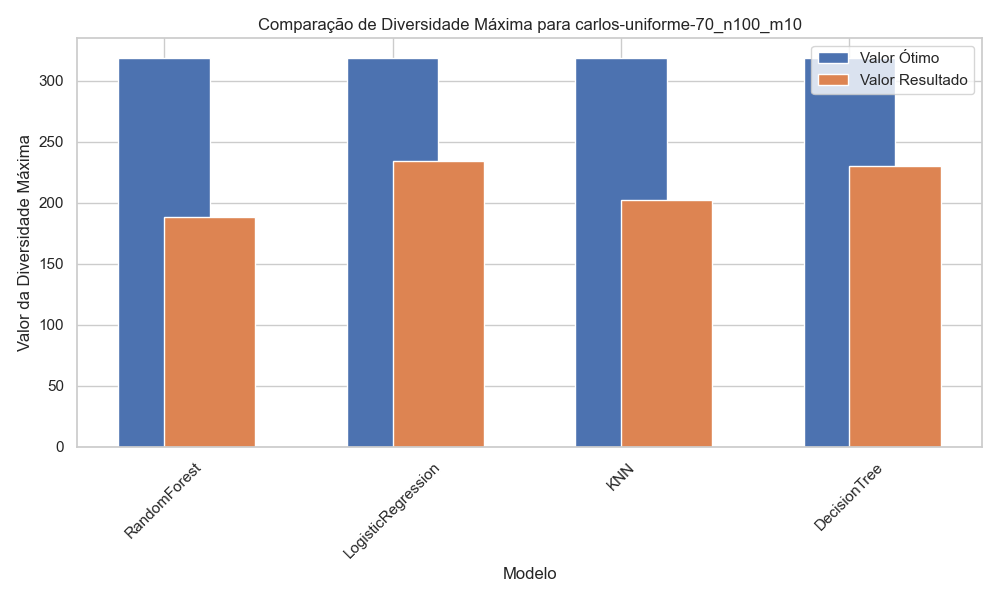 Comparação de Diversidade Máxima para carlos-uniforme-70_n100_m10
Valor Ótimo
Valor Resultado
Valor da Diversidade Máxima
300
250
200
150
100
50
0
RandomForest
LogisticRegression
KNN
DecisionTree
Modelo